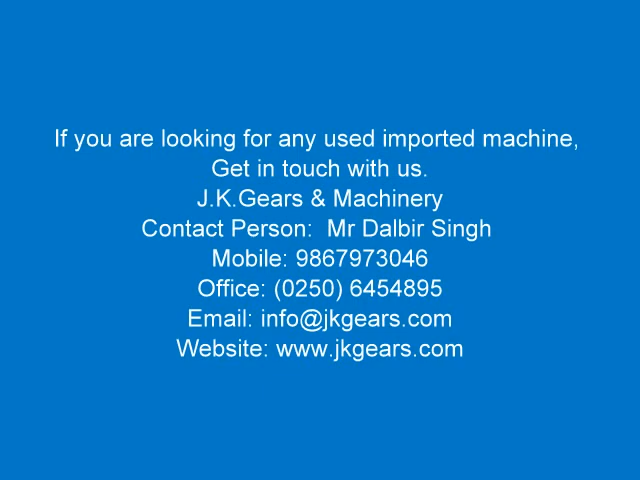 If you are looking for any used imported machine,
Get in touch with us.
J.K.Gears & Machinery
Contact Person:  Mr Dalbir Singh
Mobile: 9867973046
Office: (0250) 6454895
Email: info@jkgears.com
Website: www.jkgears.com